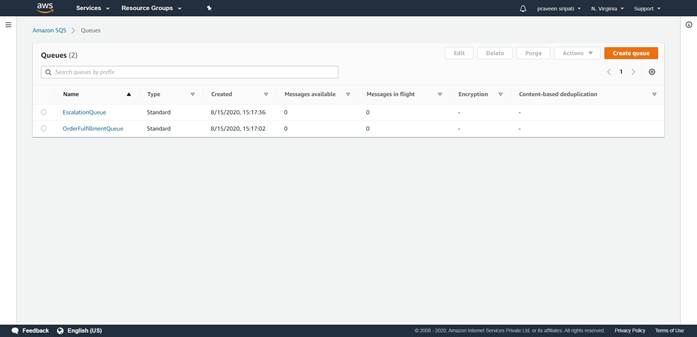 aws Services Resource Groups praveen sripati N. Virginia Support
Amazon SQS > Queues
Queues (2) Edit Delete Purge Actions Create queue
Search queues by prefix 1
Name Type Created Messages available Messages in flight Encryption Content-based deduplication
EscalationQueue Standard 8/15/2020, 15:17:36 0 0 - -
OrderFulfillmentQueue Standard 8/15/2020, 15:17:02 0 0 - -
Feedback English (US) © 2008 - 2020, Amazon Internet Services Private Ltd. or its affiliates. All rights reserved. Privacy Policy Terms of Use